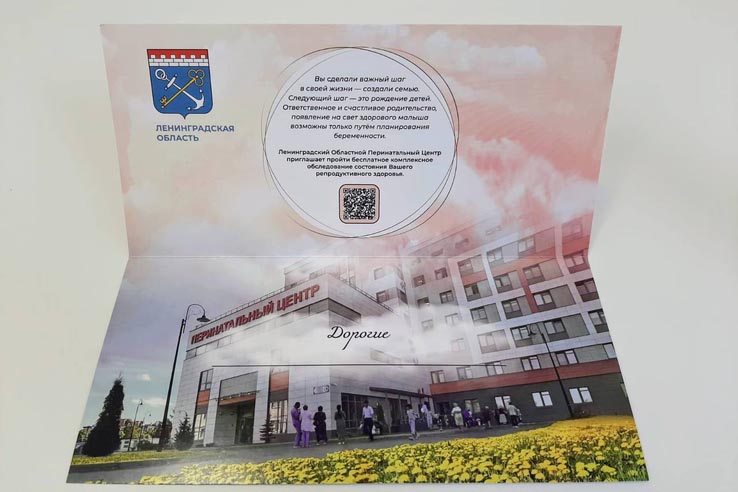 ЛЕНИНГРАДСКАЯ
ОБЛАСТЬ
Вы сделали важный шаг
в своей жизни — создали семью.
Следующий шаг — это рождение детей.
Ответственное и счастливое родительство,
появление на свет здорового малыша
возможны только путём планирования
беременности.
Ленинградский Областной Перинатальный Центр
приглашает пройти бесплатное комплексное
обследование состояния Вашего
репродуктивного здоровья.
ПЕРИНАТАЛЬНЫЙ ЦЕНТР
Дорогие